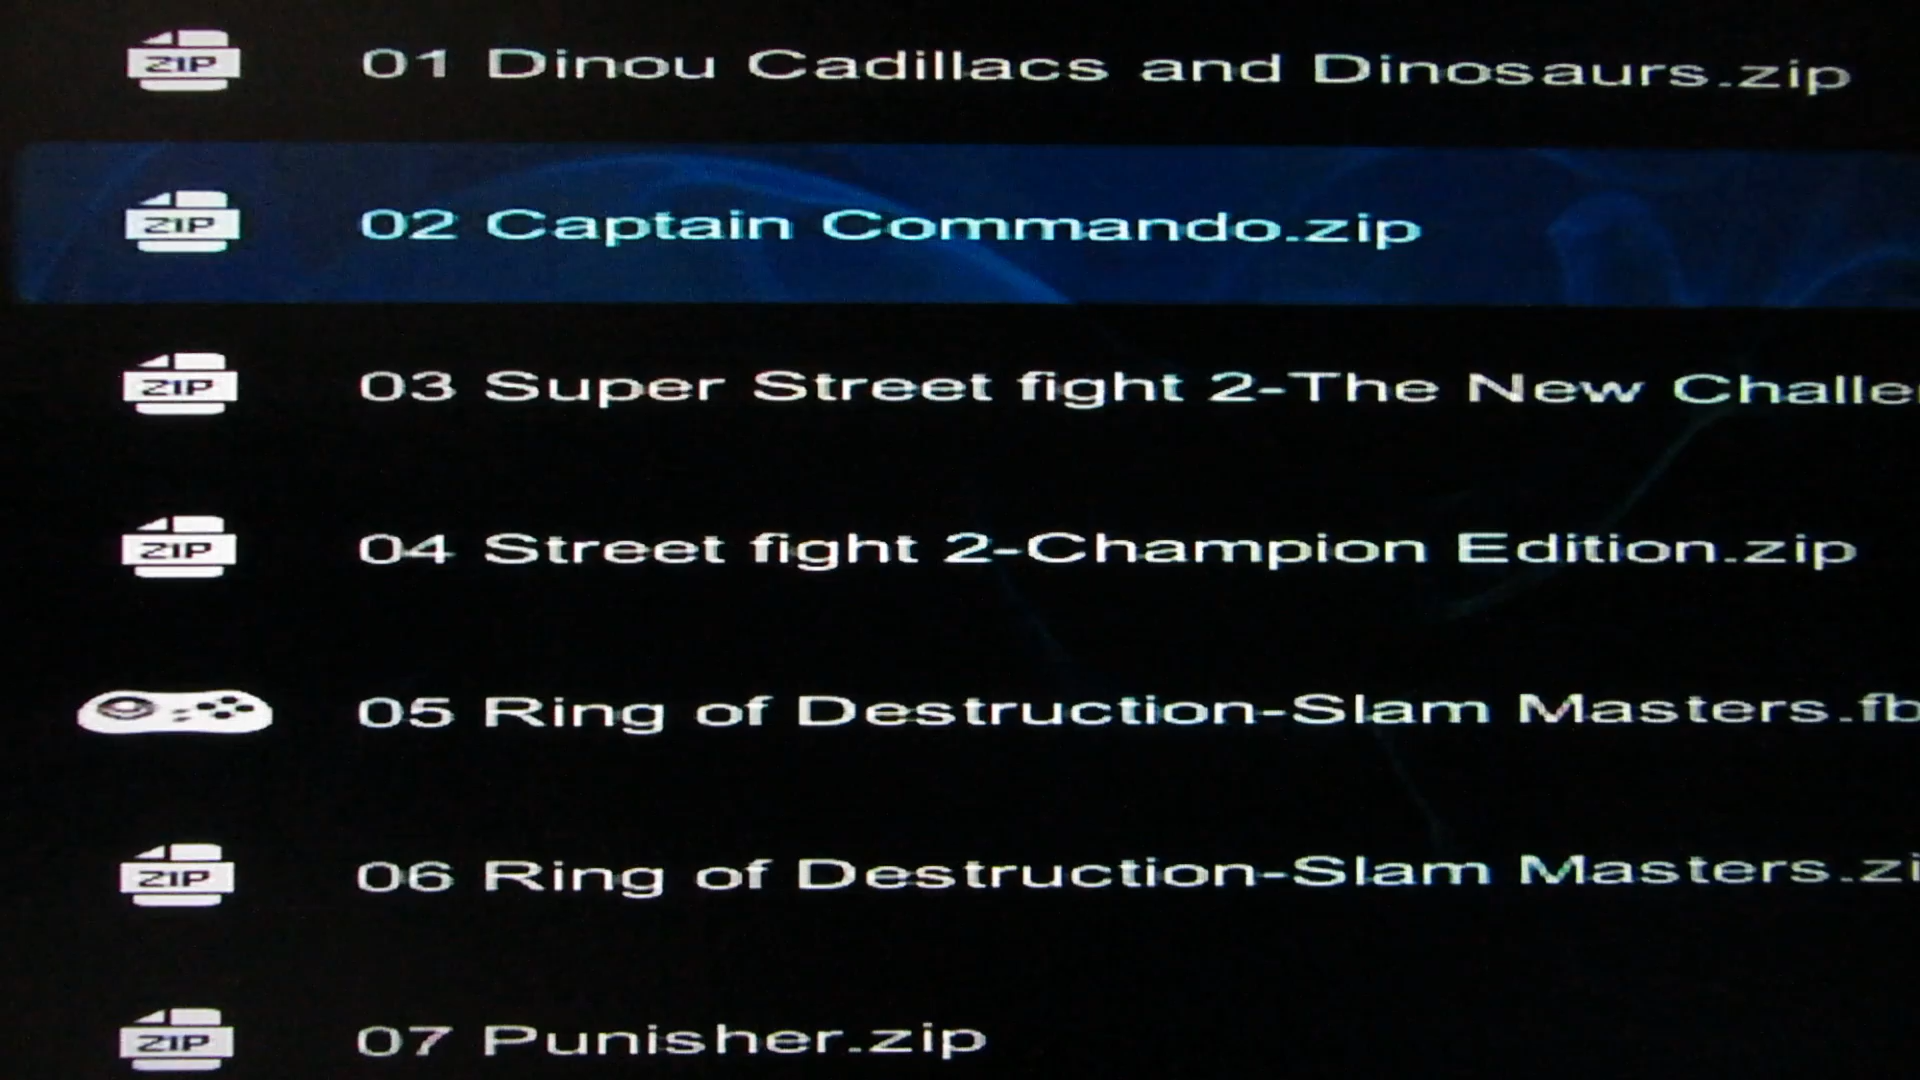 ZIP 01 Dinou Cadillacs and Dinosaurs.zip
ZIP 02 Captain Commando.zip
ZIP 03 Super Street fight 2-The New Challe
ZIP 04 Street fight 2-Champion Edition.zip
05 Ring of Destruction-Slam Masters.fb
ZIP 06 Ring of Destruction-Slam Masters.zi
ZIP 07 Punisher.zip